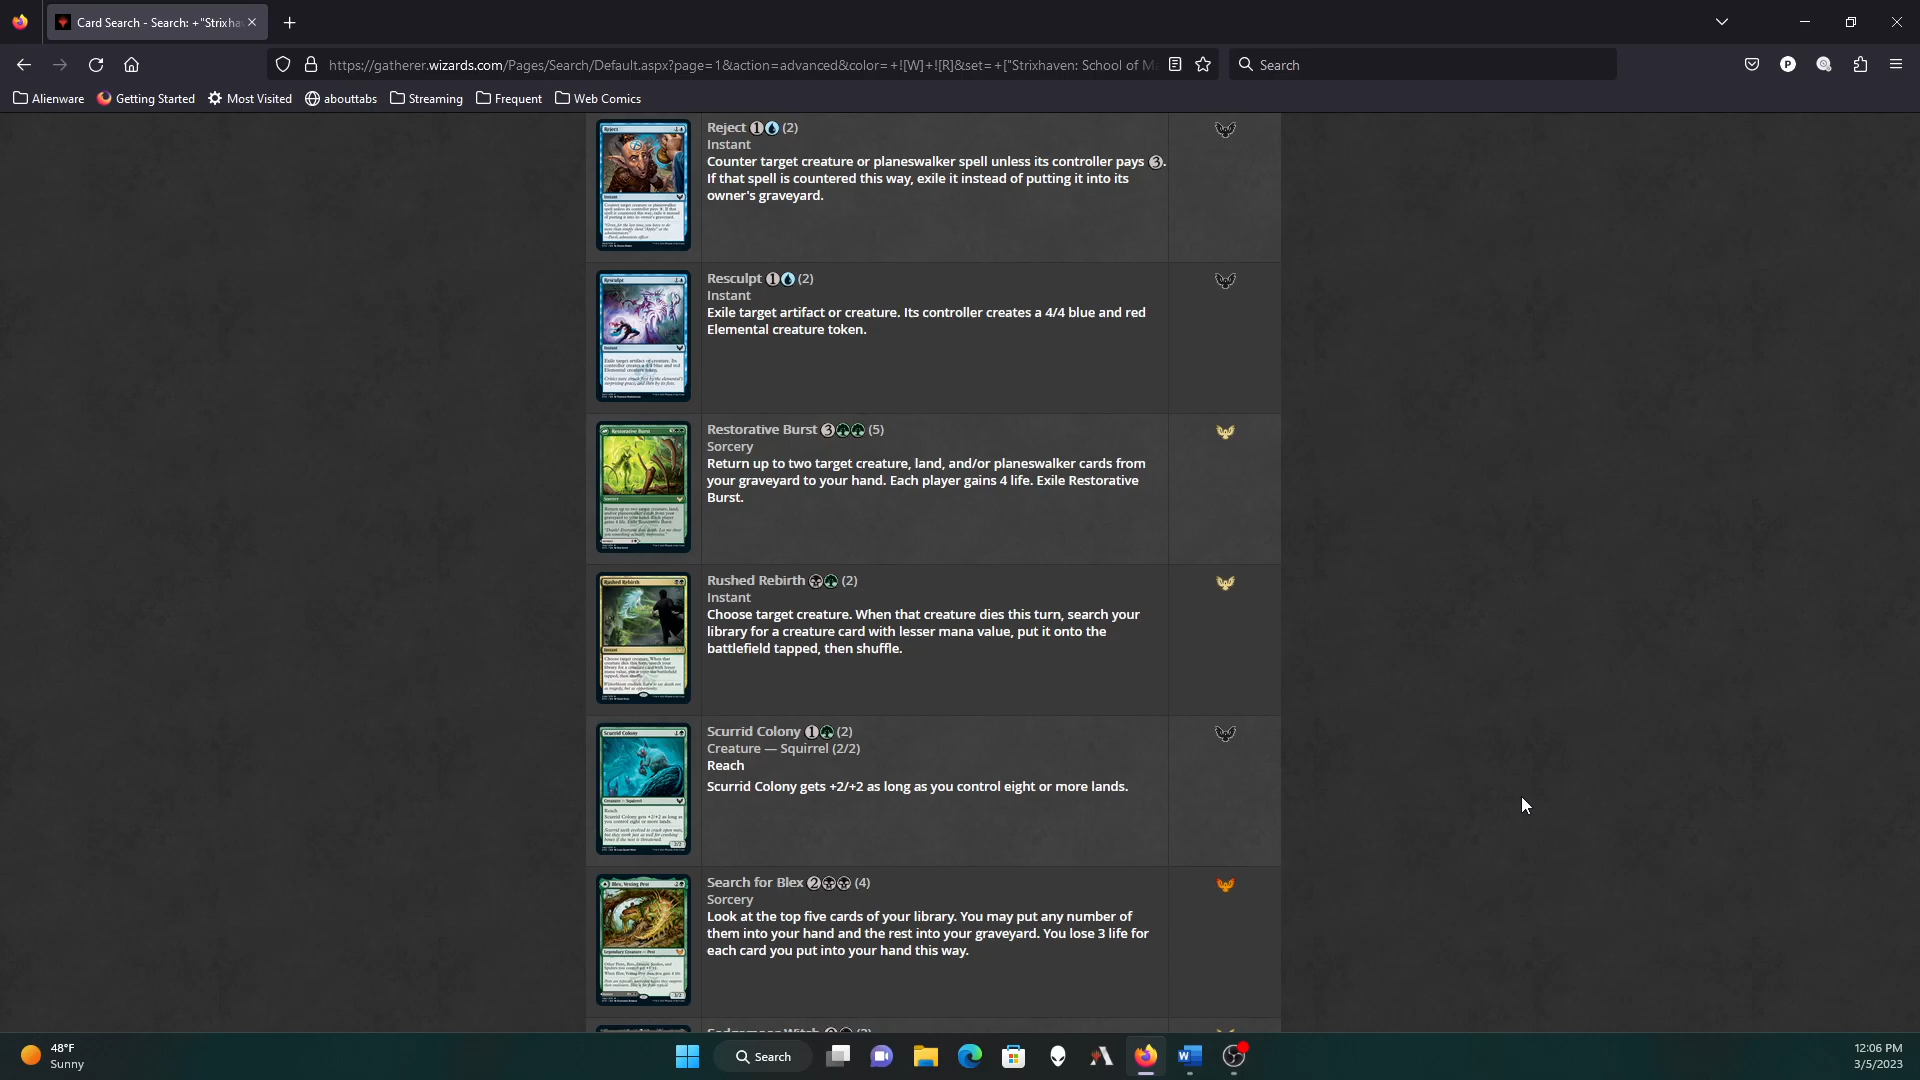 Card Search - Search: +"Strixha
https://gatherer.wizards.com/Pages/Search/Default.aspx?page=1&action=advanced&color=+![W]+![R]&set=+["Strixhaven: School of M
Search
Alienware
Getting Started
Most Visited
abouttabs
Streaming
Frequent
Web Comics
Reject 1 (2)
Instant
Counter target creature or planeswalker spell unless its controller pays 3.
If that spell is countered this way, exile it instead of putting it into its
owner's graveyard.
Resculpt 1 (2)
Instant
Exile target artifact or creature. Its controller creates a 4/4 blue and red
Elemental creature token.
Restorative Burst 3 (5)
Sorcery
Return up to two target creature, land, and/or planeswalker cards from
your graveyard to your hand. Each player gains 4 life. Exile Restorative
Burst.
Rushed Rebirth (2)
Instant
Choose target creature. When that creature dies this turn, search your
library for a creature card with lesser mana value, put it onto the
battlefield tapped, then shuffle.
Scurrid Colony 1 (2)
Creature — Squirrel (2/2)
Reach
Scurrid Colony gets +2/+2 as long as you control eight or more lands.
Search for Blex 2 (4)
Sorcery
Look at the top five cards of your library. You may put any number of
them into your hand and the rest into your graveyard. You lose 3 life for
each card you put into your hand this way.
48°F
Sunny
Search
12:06 PM
3/5/2023